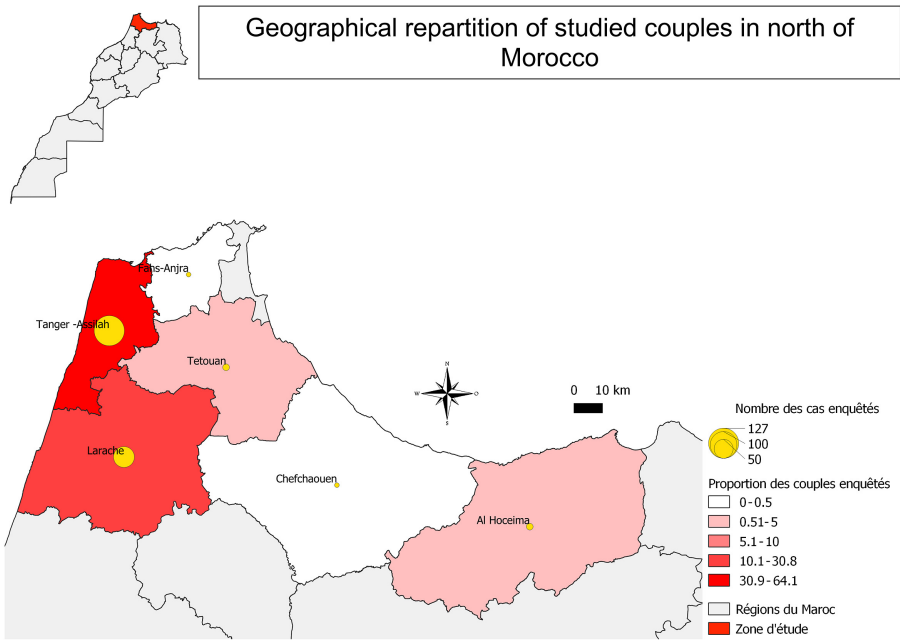 Geographical repartition of studied couples in north of
Morocco
Fahs-Anjra
Tanger -Assilah
Tetouan
N
W
O
S
0 10 km
Larache
Chefchaouen
Al Hoceima
Nombre des cas enquêtés
127
100
50
Proportion des couples enquêtés
0-0.5
0.51-5
5.1-10
10.1-30.8
30.9-64.1
Régions du Maroc
Zone d'étude